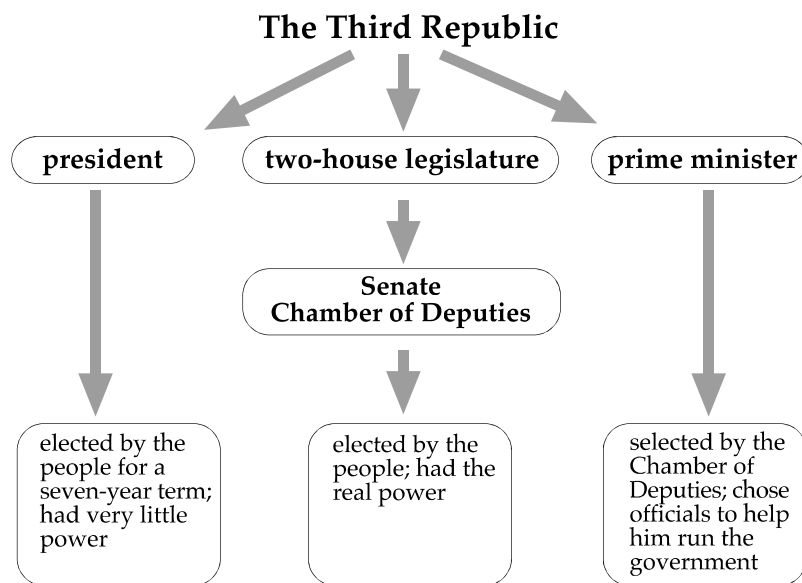 The Third Republic
president
two-house legislature
prime minister
Senate
Chamber of Deputies
elected by the
people for a
seven-year term;
had very little
power
elected by the
people; had the
real power
selected by the
Chamber of
Deputies; chose
officials to help
him run the
government